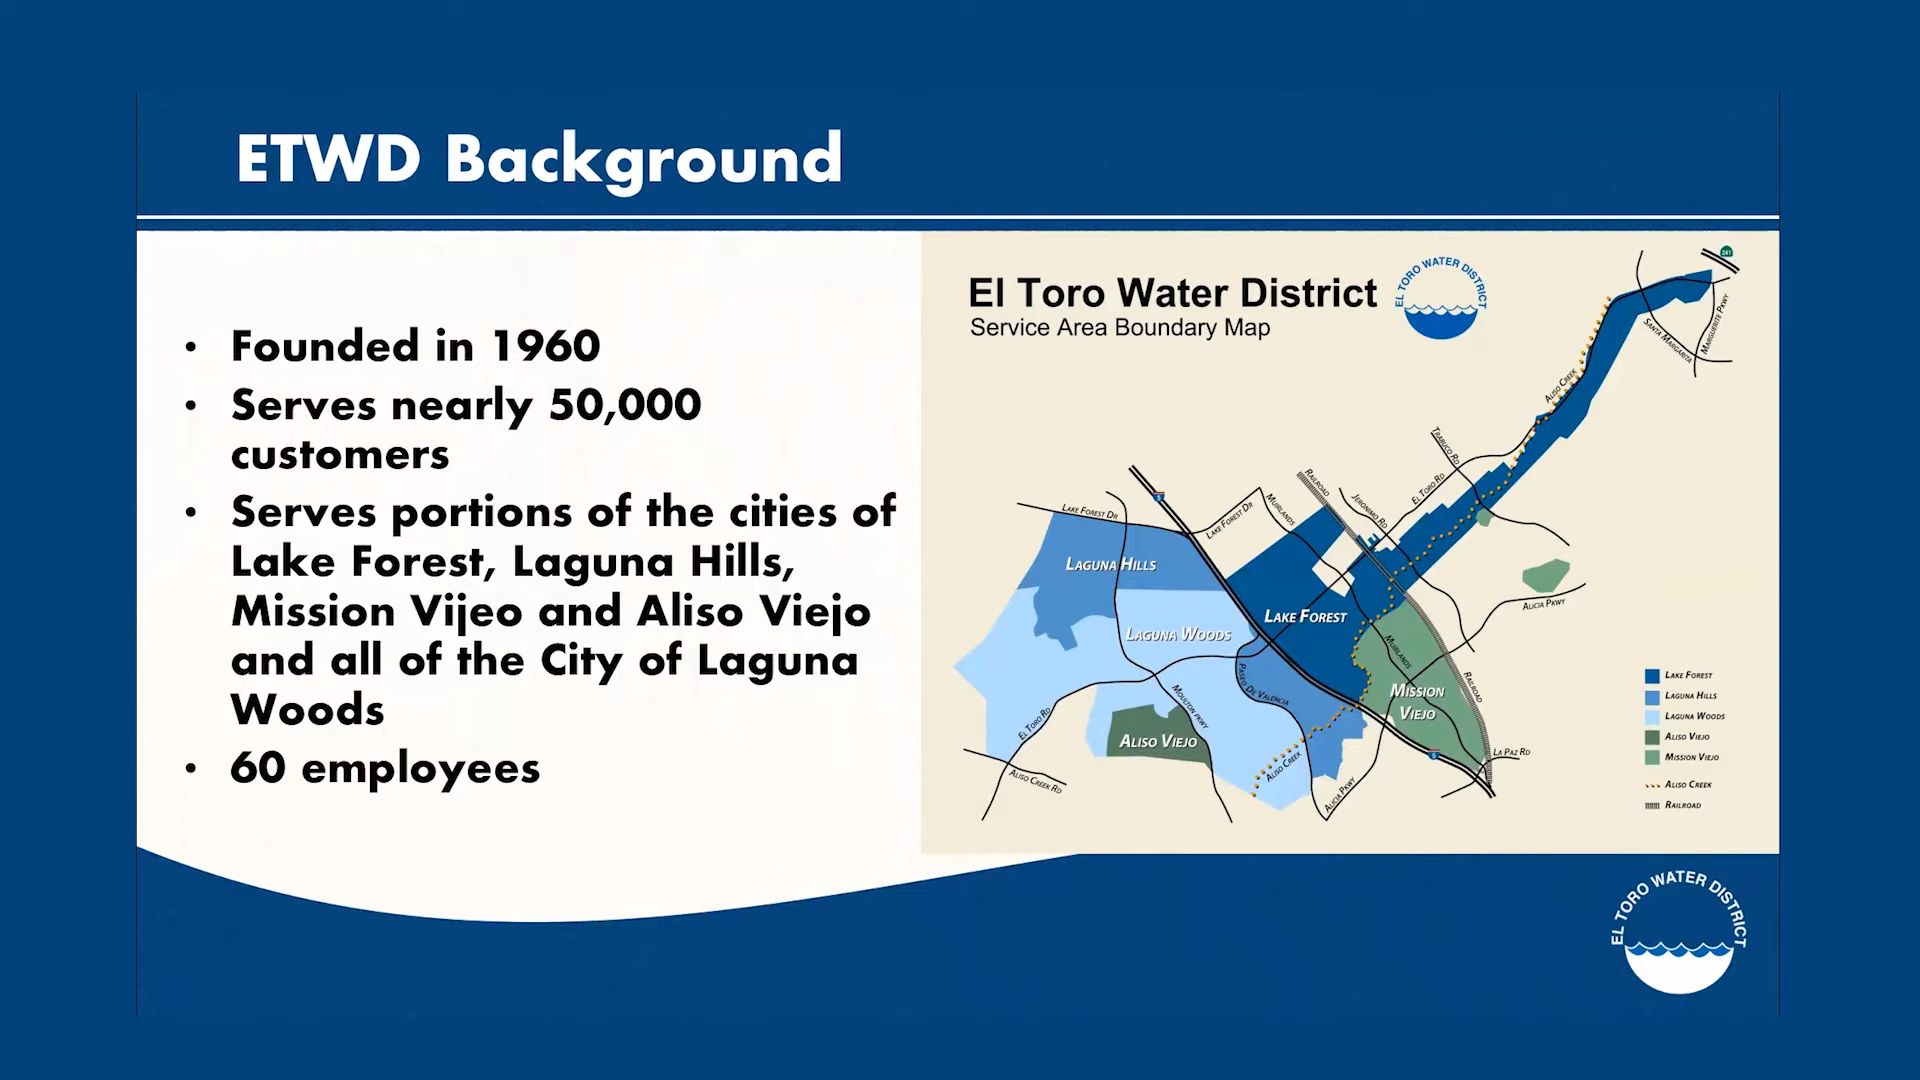 ETWD Background
• Founded in 1960
• Serves nearly 50,000
customers
• Serves portions of the cities of
Lake Forest, Laguna Hills,
Mission Vijeo and Aliso Viejo
and all of the City of Laguna
Woods
• 60 employees
El Toro Water District
Service Area Boundary Map
EL TORO WATER DISTRICT
241
SANTA MARGARITA
MARGUERITE PKWY
ALISO CREEK
TRABUCO RD
EL TORO RD
RAILROAD
JERONIMO RD
MUIRLANDS
LAKE FOREST DR
LAKE FOREST DR
5
LAGUNA HILLS
LAKE FOREST
LAGUNA WOODS
ALICIA PKWY
MUIRLANDS
PASEO DE VALENCIA
RAILROAD
MISSION
VIEJO
MOULTON PKWY
EL TORO RD
ALISO VIEJO
ALISO CREEK
ALISO CREEK RD
ALICIA PKWY
5
LA PAZ RD
LAKE FOREST
LAGUNA HILLS
LAGUNA WOODS
ALISO VIEJO
MISSION VIEJO
ALISO CREEK
RAILROAD
EL TORO WATER DISTRICT